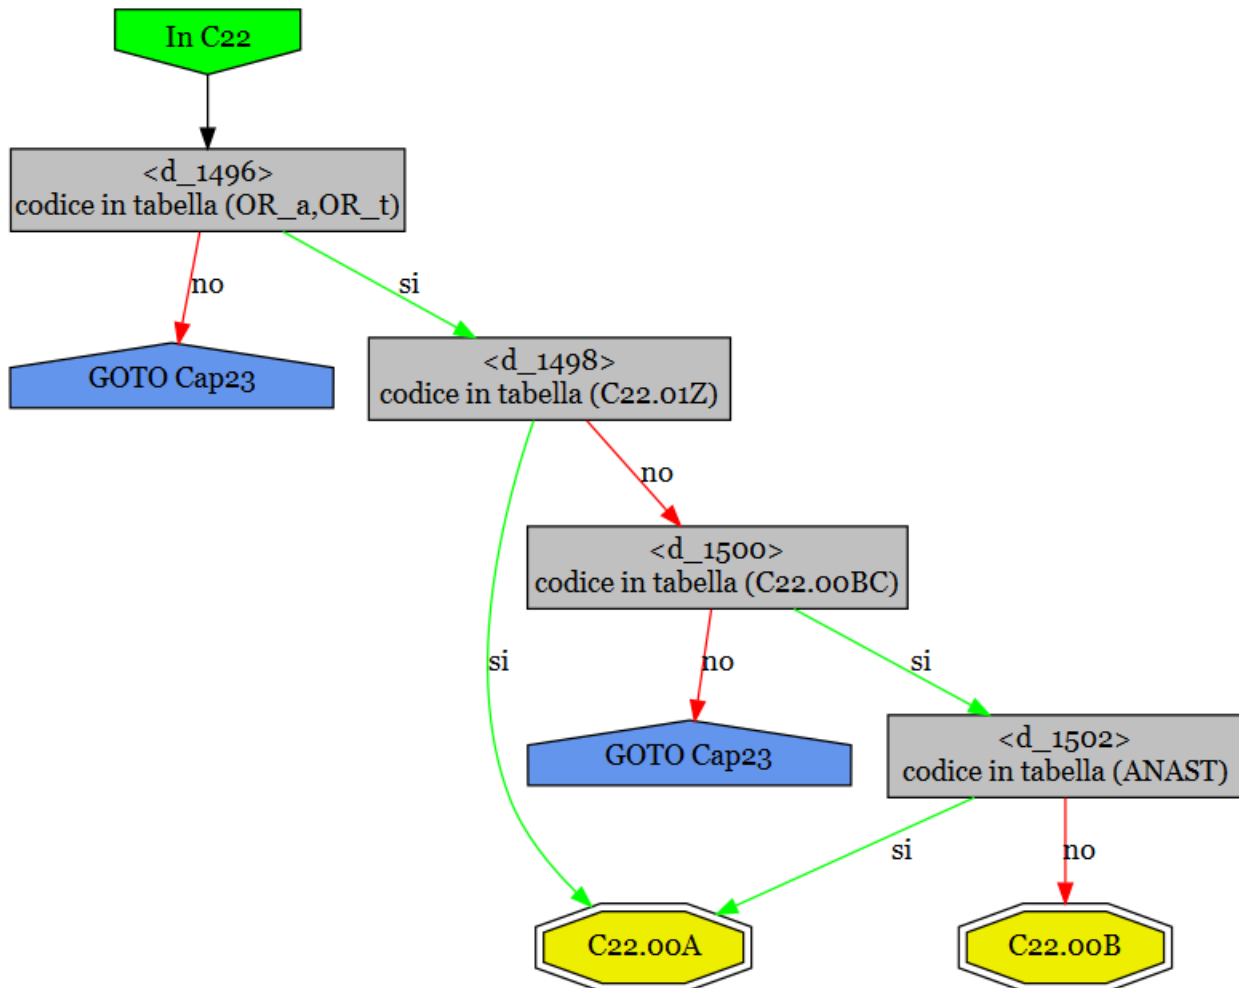 In C22
<d_1496>
codice in tabella (OR_a,OR_t)
no
si
GOTO Cap23
<d_1498>
codice in tabella (C22.01Z)
no
<d_1500>
codice in tabella (C22.00BC)
si
no
si
GOTO Cap23
<d_1502>
codice in tabella (ANAST)
si
no
C22.00A
C22.00B